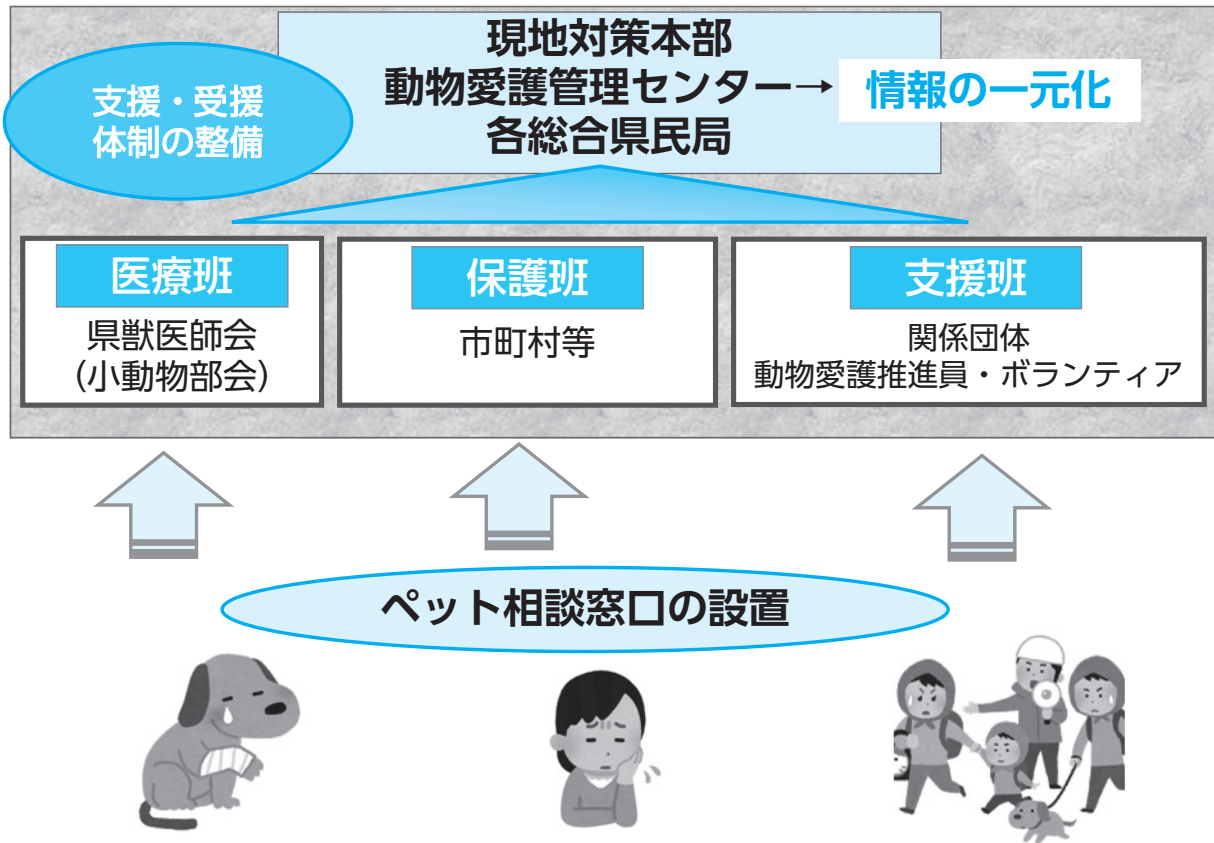 現地対策本部
動物愛護管理センター→ 情報の一元化
各総合県民局
支援・受援
体制の整備
医療班
県獣医師会
(小動物部会)
保護班
市町村等
支援班
関係団体
動物愛護推進員・ボランティア
ペット相談窓口の設置